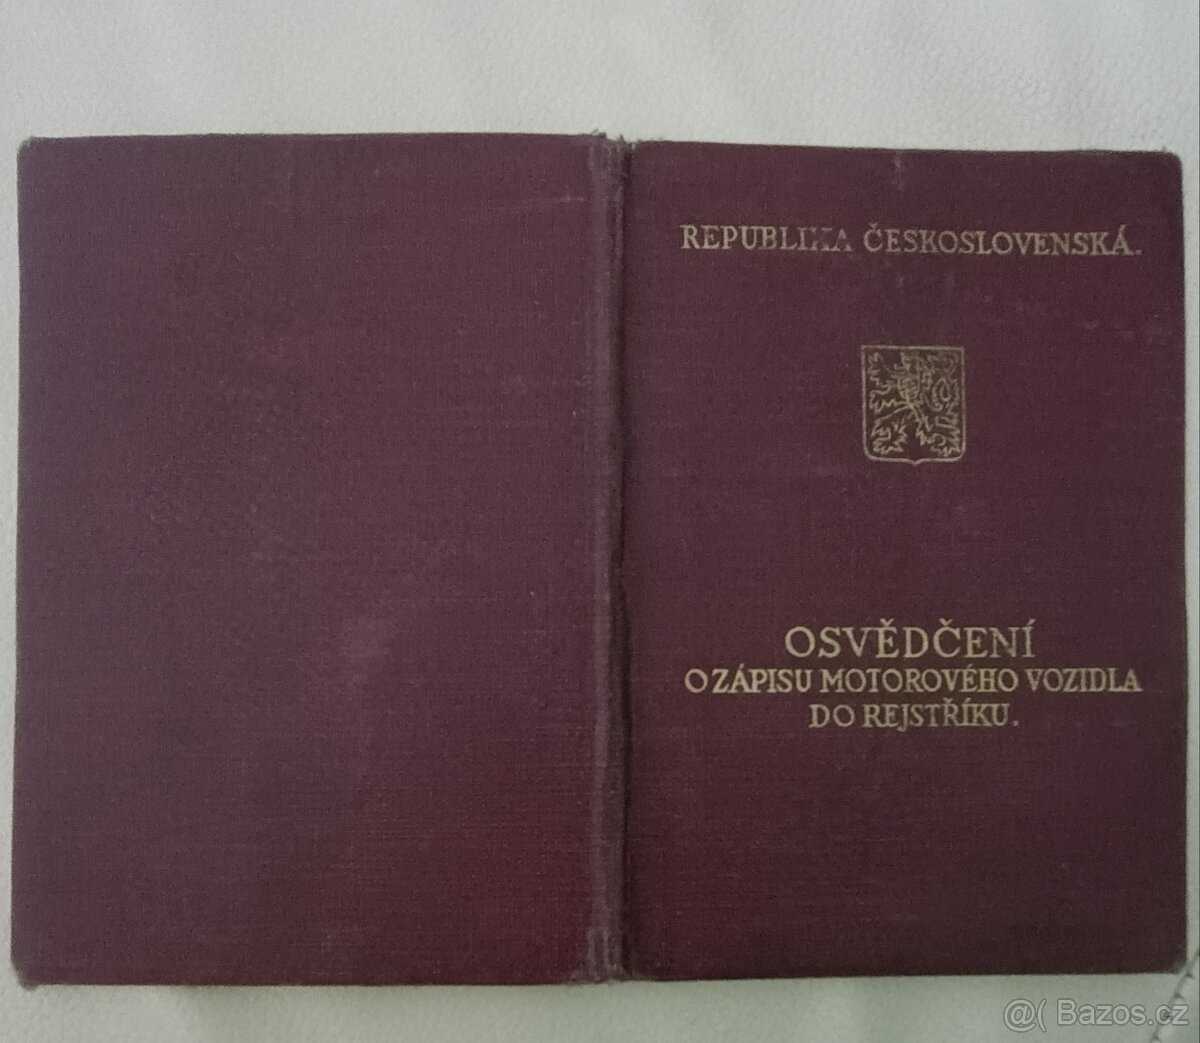 REPUBLIKA ČESKOSLOVENSKÁ.
OSVĚDČENÍ
O ZÁPISU MOTOROVÉHO VOZIDLA
DO REJSTŘÍKU.
@( Bazos.cz